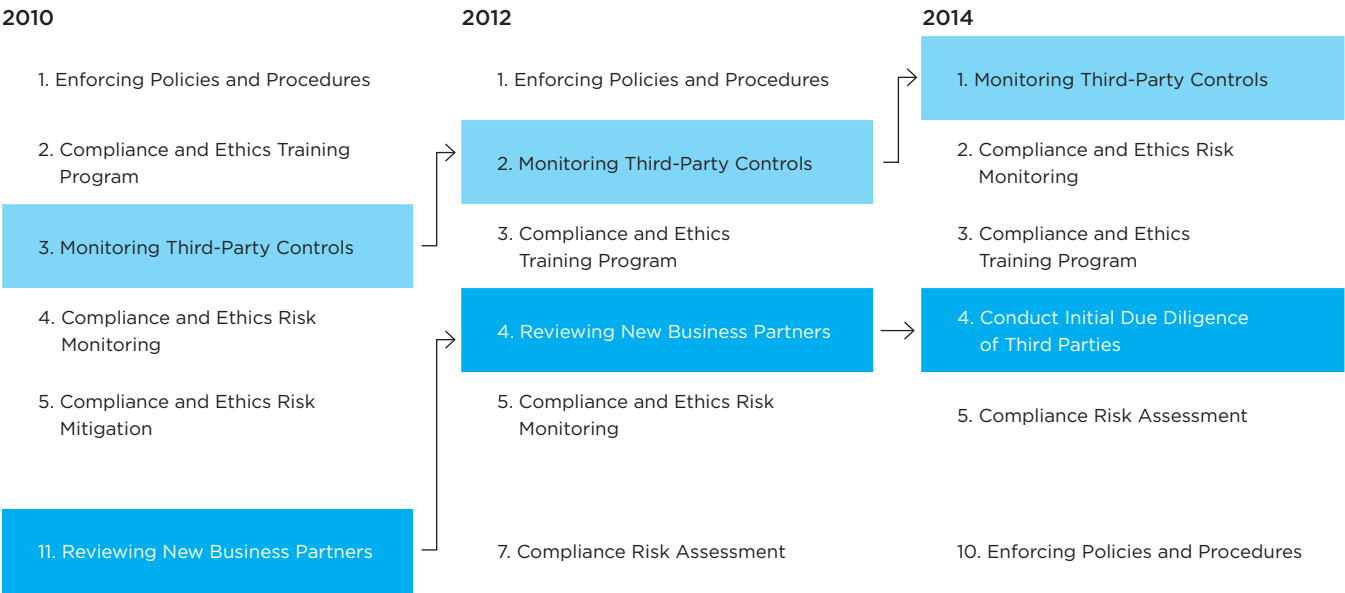 2010
1. Enforcing Policies and Procedures
2. Compliance and Ethics Training
Program
3. Monitoring Third-Party Controls
4. Compliance and Ethics Risk
Monitoring
5. Compliance and Ethics Risk
Mitigation
11. Reviewing New Business Partners
2012
1. Enforcing Policies and Procedures
2. Monitoring Third-Party Controls
3. Compliance and Ethics
Training Program
4. Reviewing New Business Partners
5. Compliance and Ethics Risk
Monitoring
7. Compliance Risk Assessment
2014
1. Monitoring Third-Party Controls
2. Compliance and Ethics Risk
Monitoring
3. Compliance and Ethics
Training Program
4. Conduct Initial Due Diligence
of Third Parties
5. Compliance Risk Assessment
10. Enforcing Policies and Procedures